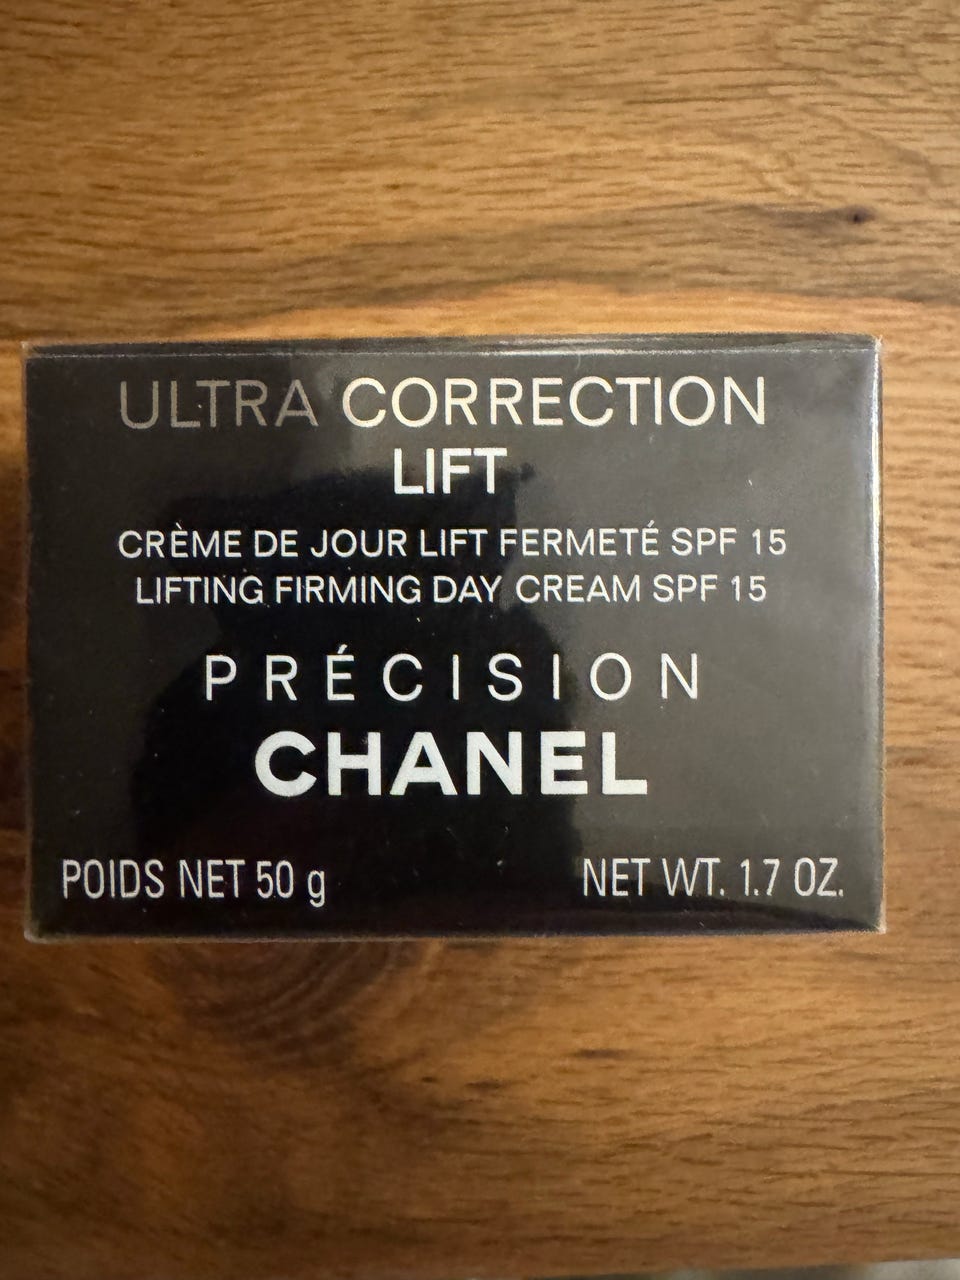 ULTRA CORRECTION
LIFT
CRÈME DE JOUR LIFT FERMETÉ SPF 15
LIFTING FIRMING DAY CREAM SPF 15
PRÉCISION
CHANEL
POIDS NET 50 g NET WT. 1.7 OZ.